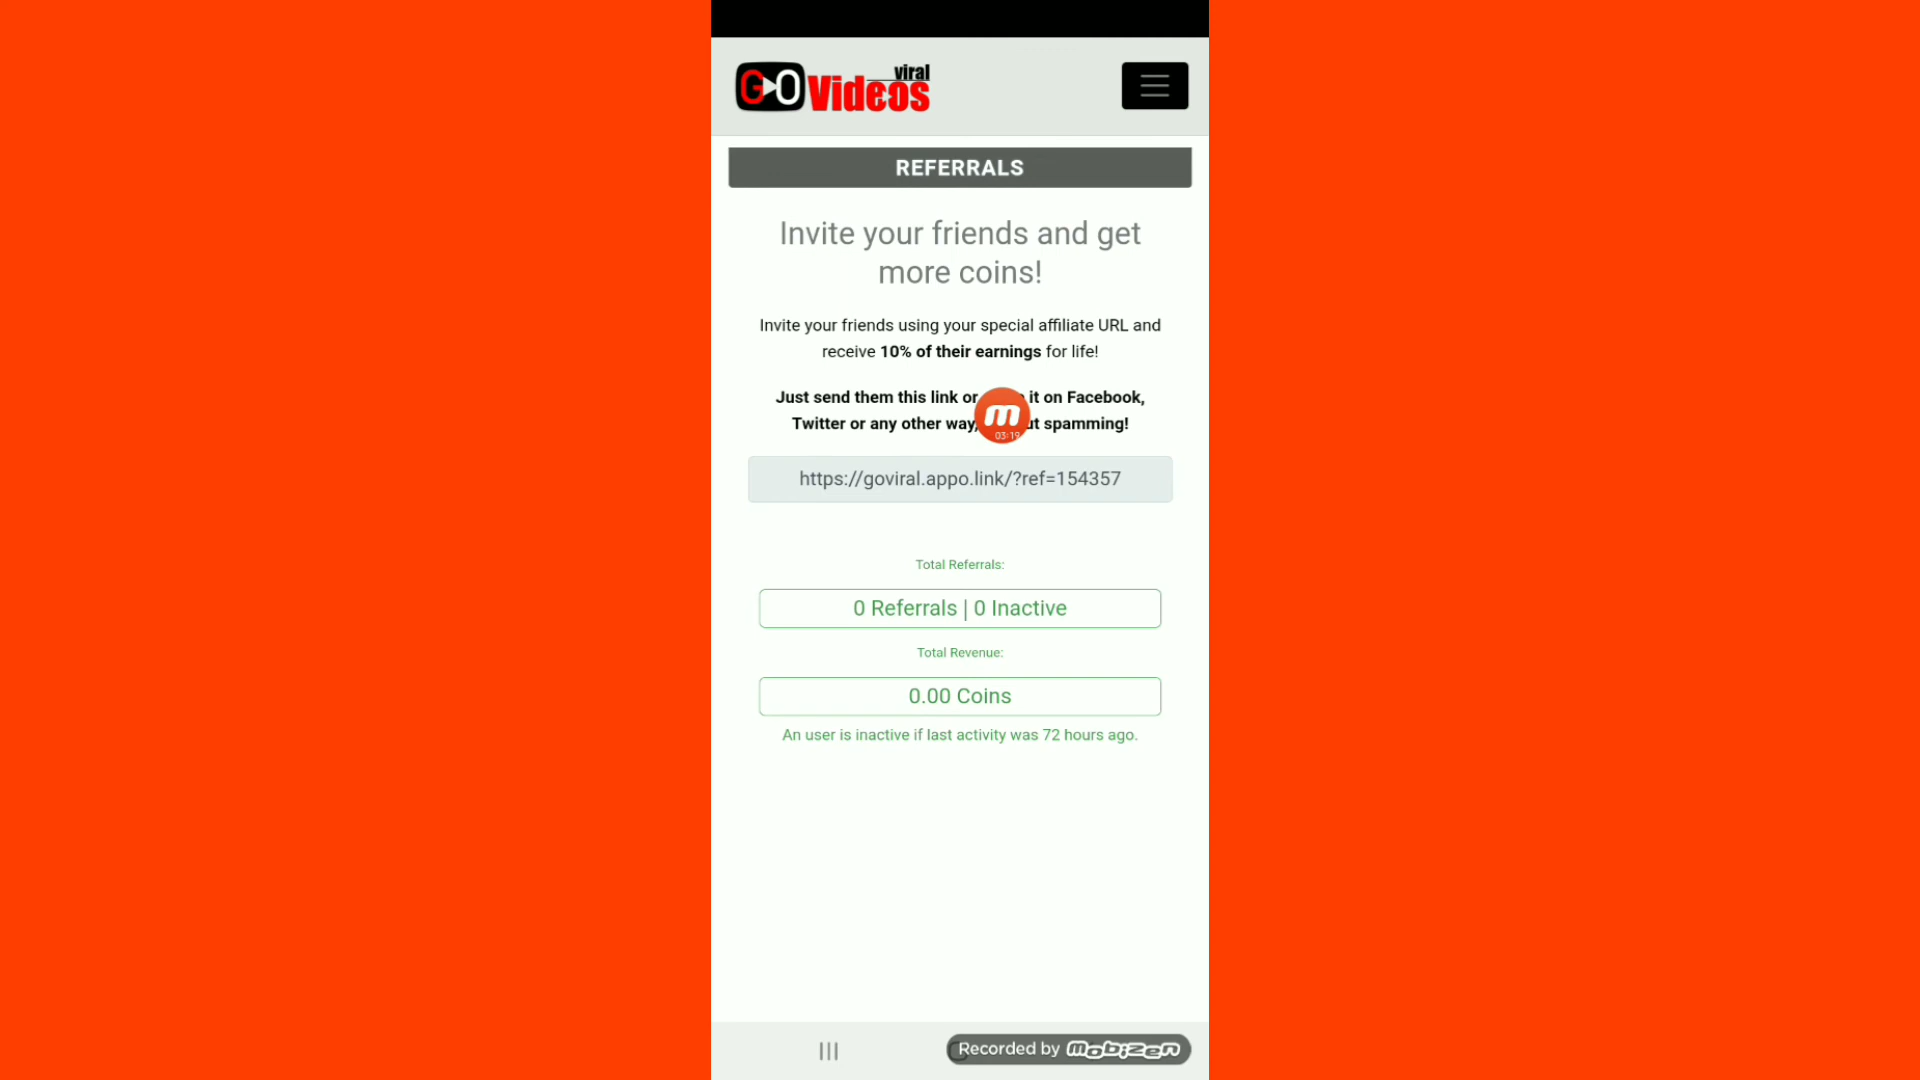 GO Videos viral
REFERRALS
Invite your friends and get
more coins!
Invite your friends using your special affiliate URL and
receive 10% of their earnings for life!
Just send them this link or it on Facebook,
Twitter or any other way, spamming!
m
03:19
https://goviral.appo.link/?ref=154357
Total Referrals:
0 Referrals | 0 Inactive
Total Revenue:
0.00 Coins
An user is inactive if last activity was 72 hours ago.
Recorded by mobizen